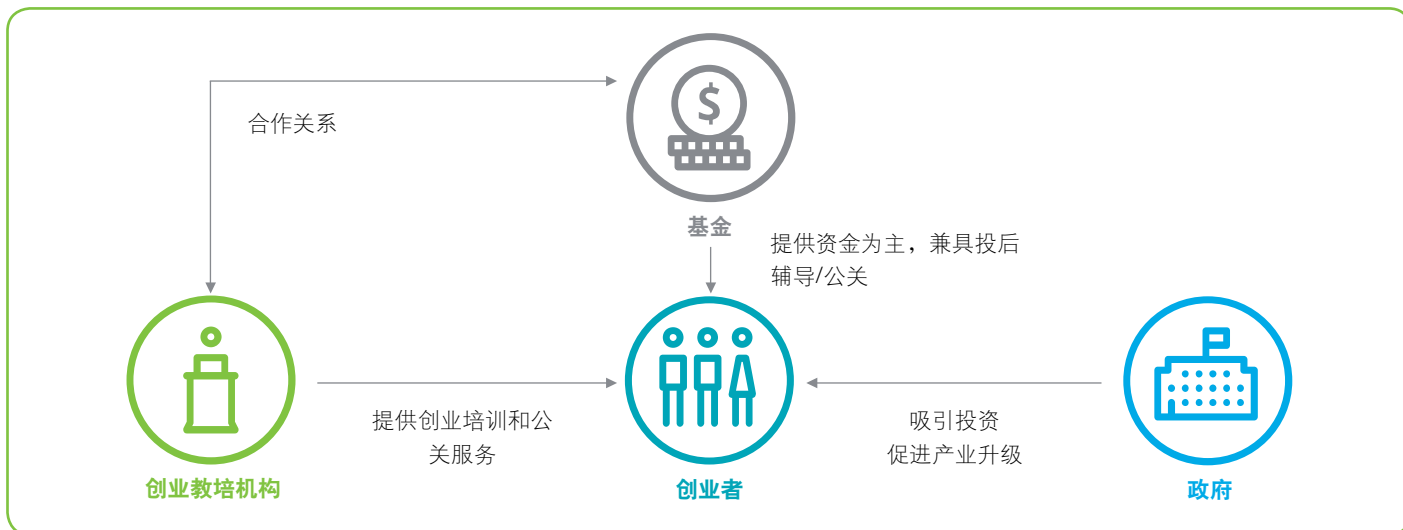 $
合作关系
基金
提供资金为主，兼具投后
辅导/公关
提供创业培训和公
关服务
吸引投资
促进产业升级
创业教培机构
创业者
政府